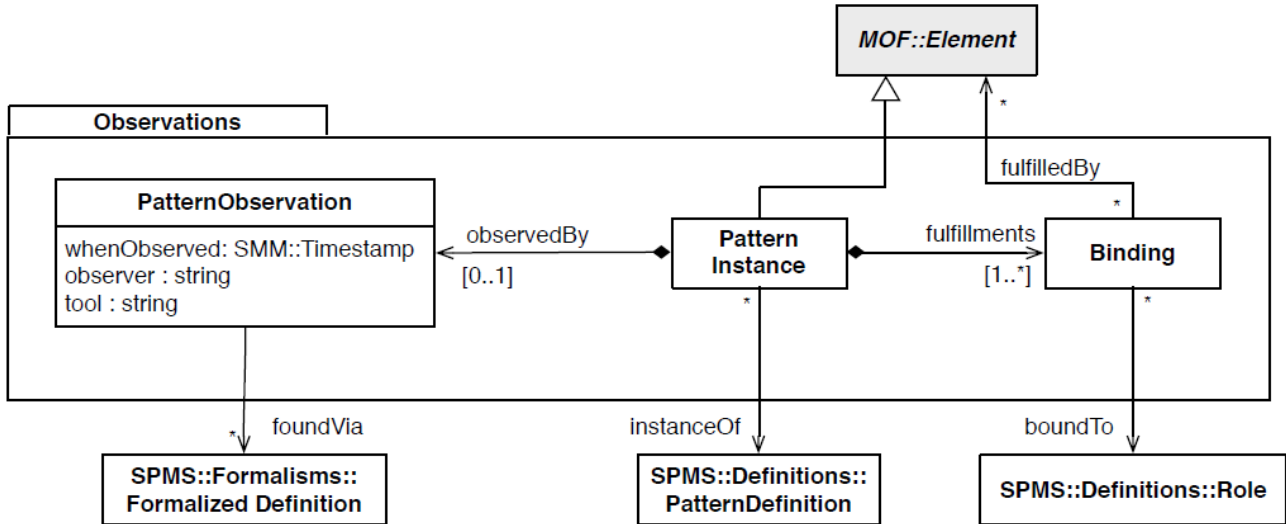 MOF::Element
*
Observations
fulfilledBy
*
PatternObservation
whenObserved: SMM::Timestamp
observer : string
tool : string
observedBy
[0..1]
Pattern
Instance
*
fulfillments
[1..*]
Binding
*
*
foundVia
instanceOf
boundTo
SPMS::Formalisms::
Formalized Definition
SPMS::Definitions::
PatternDefinition
SPMS::Definitions::Role